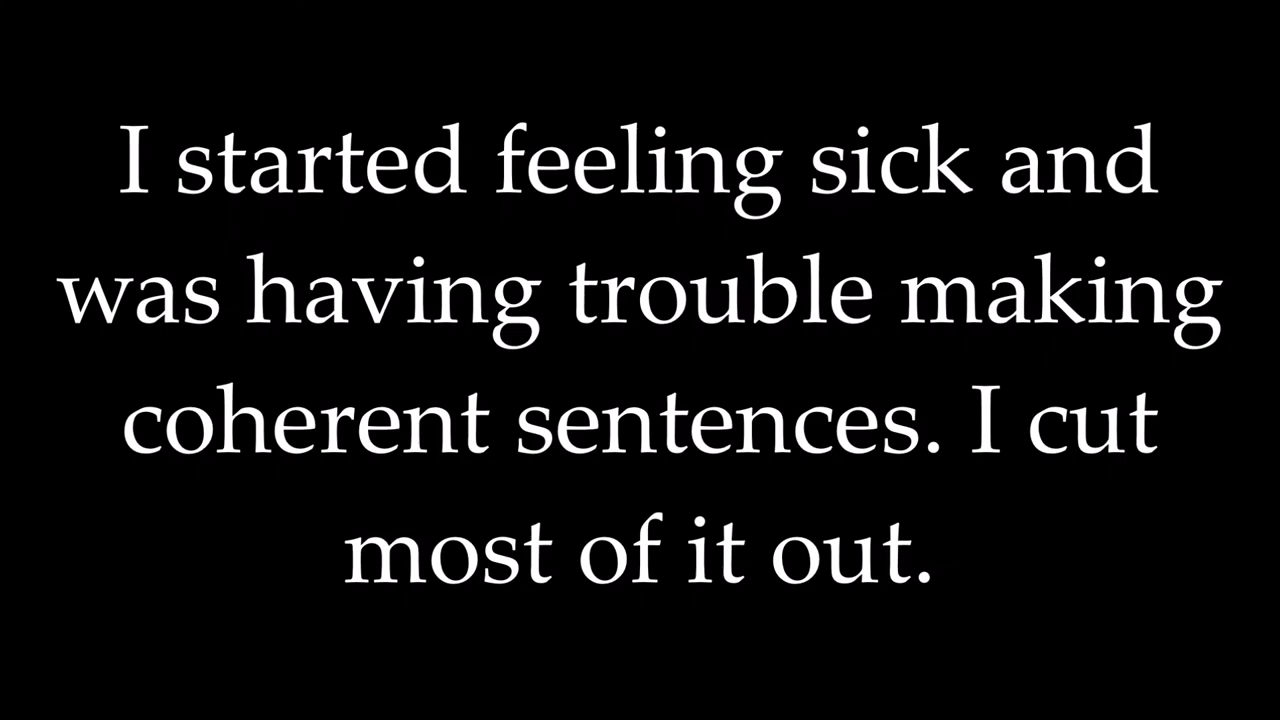 I started feeling sick and
was having trouble making
coherent sentences. I cut
most of it out.